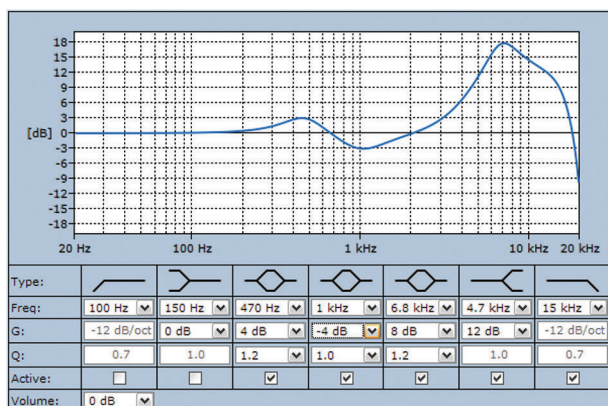 18
15
12
9
6
3
[dB] 0
-3
-6
-9
-12
-15
-18
20 Hz 100 Hz 1 kHz 10 kHz 20 kHz
Type:
Freq: 100 Hz 150 Hz 470 Hz 1 kHz 6.8 kHz 4.7 kHz 15 kHz
G: -12 dB/oct 0 dB 4 dB -4 dB 8 dB 12 dB -12 dB/oct
Q: 0.7 1.0 1.2 1.0 1.2 1.0 0.7
Active:
Volume: 0 dB